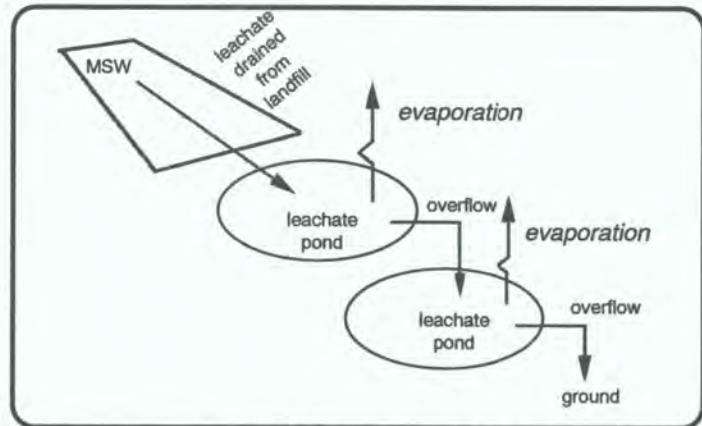 MSW
leachate
drained
from
landfill
evaporation
leachate
pond
overflow
evaporation
leachate
pond
overflow
ground